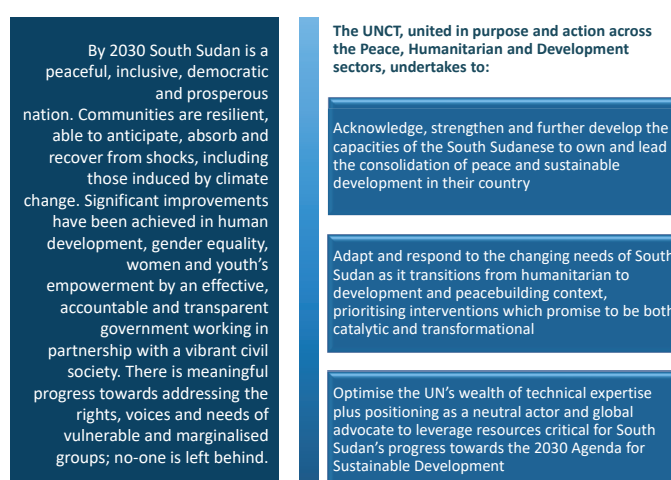 By 2030 South Sudan is a
peaceful, inclusive, democratic
and prosperous
nation. Communities are resilient,
able to anticipate, absorb and
recover from shocks, including
those induced by climate
change. Significant improvements
have been achieved in human
development, gender equality,
women and youth's
empowerment by an effective,
accountable and transparent
government working in
partnership with a vibrant civil
society. There is meaningful
progress towards addressing the
rights, voices and needs of
vulnerable and marginalised
groups; no-one is left behind.
The UNCT, united in purpose and action across
the Peace, Humanitarian and Development
sectors, undertakes to:
Acknowledge, strengthen and further develop the
capacities of the South Sudanese to own and lead
the consolidation of peace and sustainable
development in their country
Adapt and respond to the changing needs of South
Sudan as it transitions from humanitarian to
development and peacebuilding context,
prioritising interventions which promise to be both
catalytic and transformational
Optimise the UN's wealth of technical expertise
plus positioning as a neutral actor and global
advocate to leverage resources critical for South
Sudan's progress towards the 2030 Agenda for
Sustainable Development